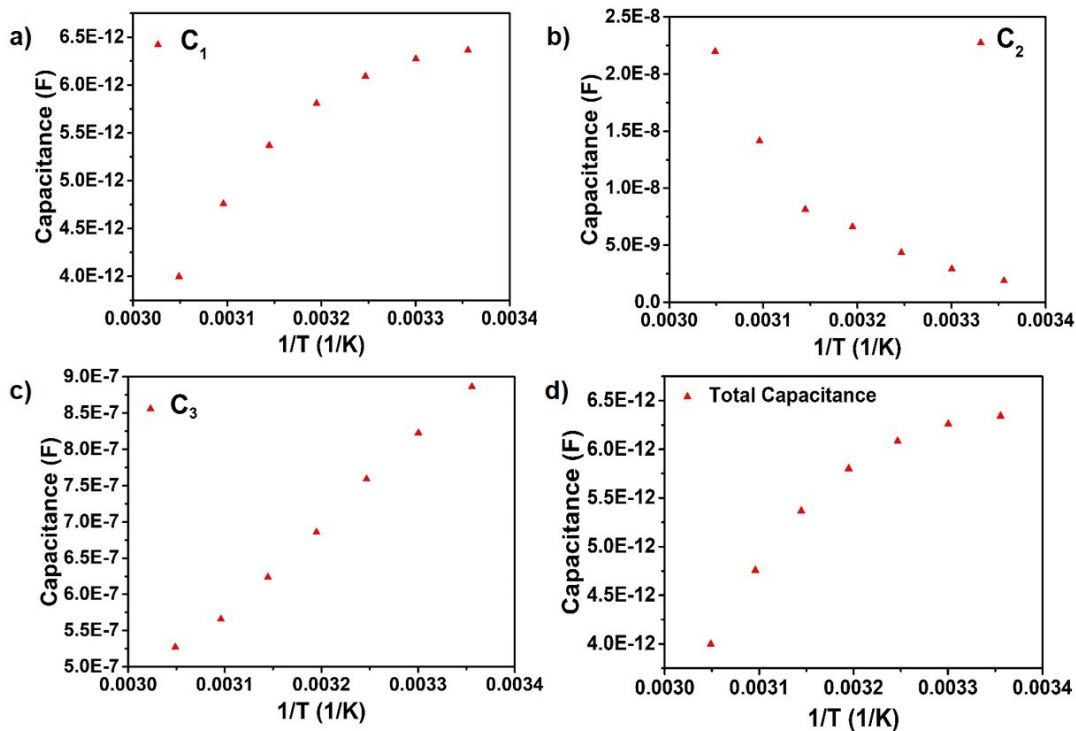 a)
C1
Capacitance (F)
6.5E-12
6.0E-12
5.5E-12
5.0E-12
4.5E-12
4.0E-12
0.0030 0.0031 0.0032 0.0033 0.0034
1/T (1/K)
b)
C2
Capacitance (F)
2.5E-8
2.0E-8
1.5E-8
1.0E-8
5.0E-9
0.0
0.0030 0.0031 0.0032 0.0033 0.0034
1/T (1/K)
c)
C3
Capacitance (F)
9.0E-7
8.5E-7
8.0E-7
7.5E-7
7.0E-7
6.5E-7
6.0E-7
5.5E-7
5.0E-7
0.0030 0.0031 0.0032 0.0033 0.0034
1/T (1/K)
d)
Total Capacitance
Capacitance (F)
6.5E-12
6.0E-12
5.5E-12
5.0E-12
4.5E-12
4.0E-12
0.0030 0.0031 0.0032 0.0033 0.0034
1/T (1/K)